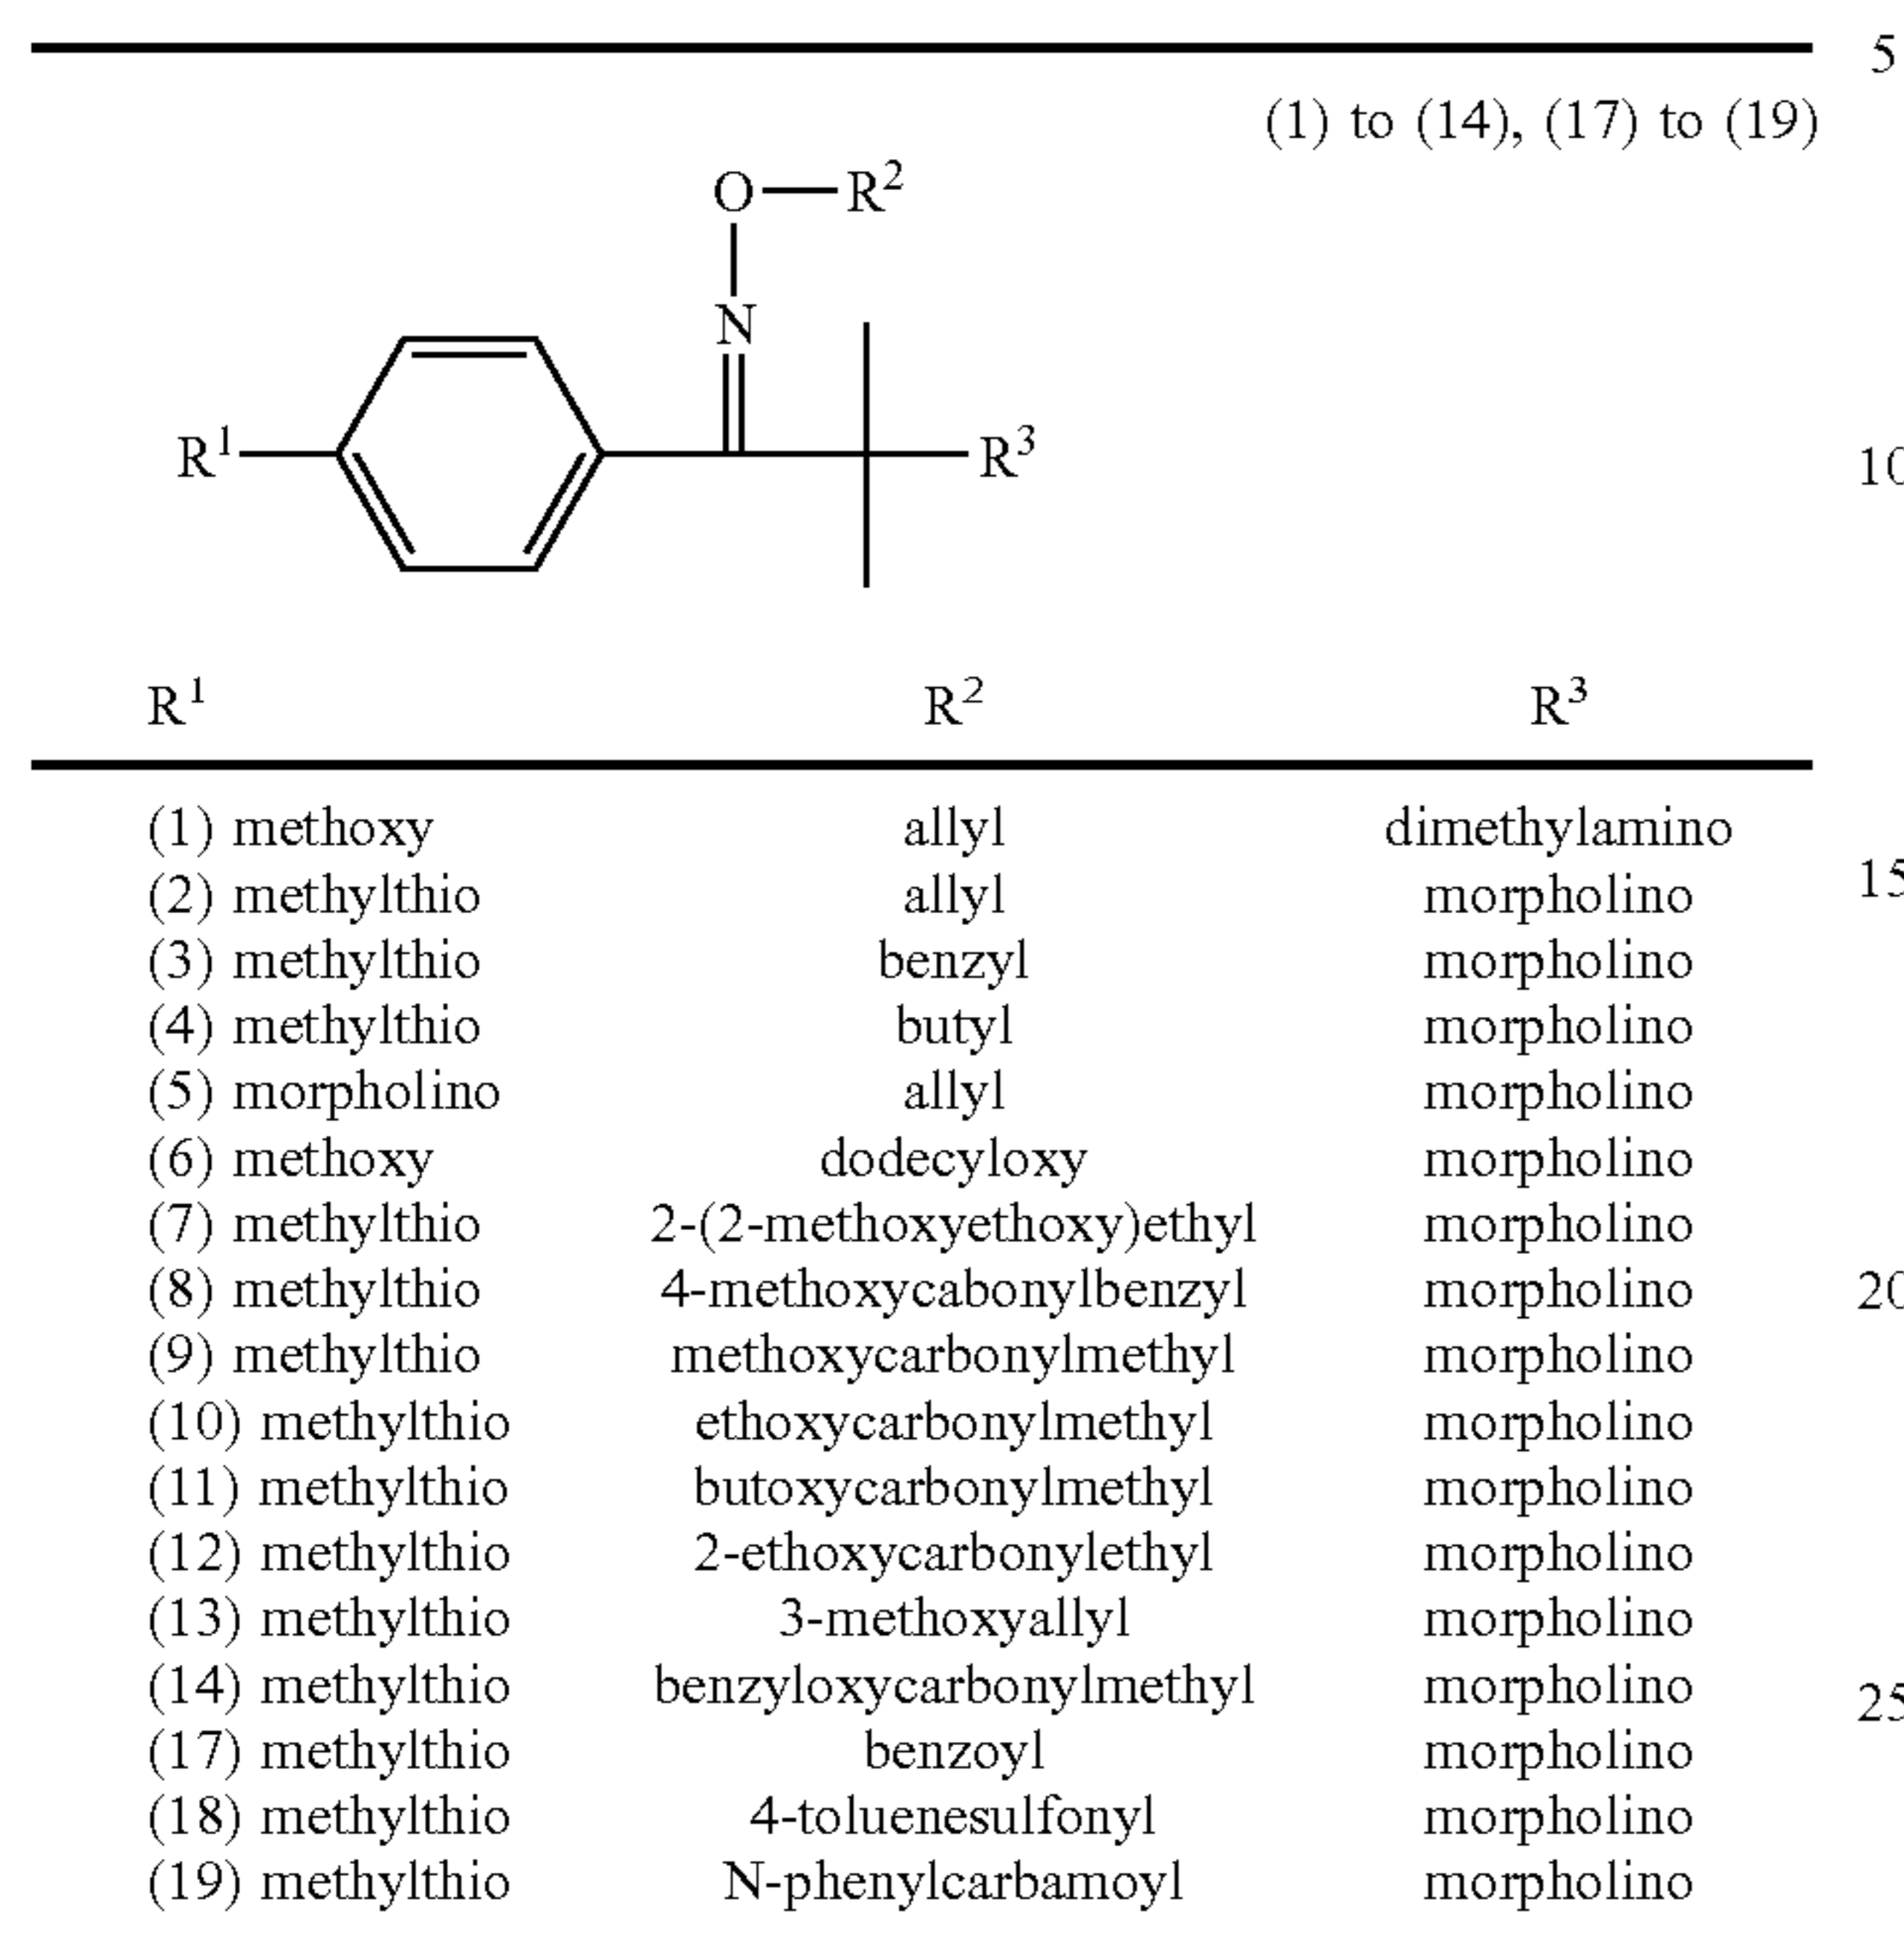 5
(1) to (14), (17) to (19)
O R²
N
R¹ R³
10
R¹ R² R³
(1) methoxy allyl dimethylamino
15
(2) methylthio allyl morpholino
(3) methylthio benzyl morpholino
(4) methylthio butyl morpholino
(5) morpholino allyl morpholino
(6) methoxy dodecyloxy morpholino
(7) methylthio 2-(2-methoxyethoxy)ethyl morpholino
(8) methylthio 4-methoxycabonylbenzyl morpholino
20
(9) methylthio methoxycarbonylmethyl morpholino
(10) methylthio ethoxycarbonylmethyl morpholino
(11) methylthio butoxycarbonylmethyl morpholino
(12) methylthio 2-ethoxycarbonylethyl morpholino
(13) methylthio 3-methoxyallyl morpholino
(14) methylthio benzyloxycarbonylmethyl morpholino
25
(17) methylthio benzoyl morpholino
(18) methylthio 4-toluenesulfonyl morpholino
(19) methylthio N-phenylcarbamoyl morpholino